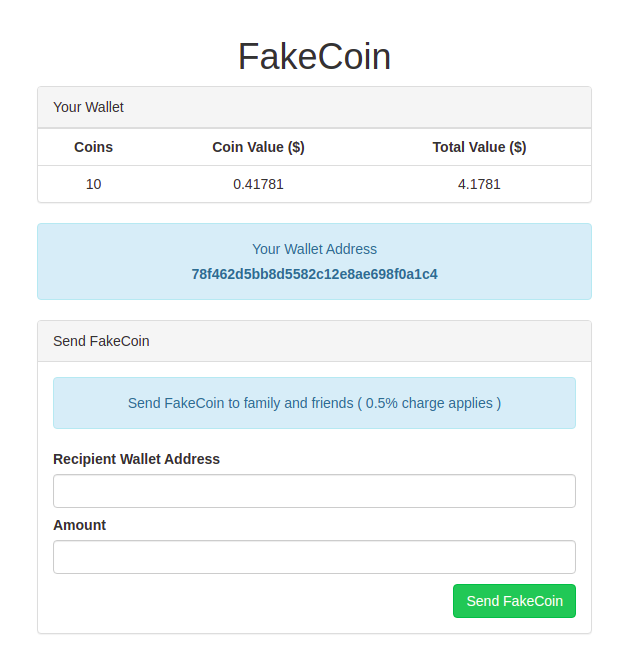 FakeCoin
Your Wallet
Coins Coin Value ($) Total Value ($)
10 0.41781 4.1781
Your Wallet Address
78f462d5bb8d5582c12e8ae698f0a1c4
Send FakeCoin
Send FakeCoin to family and friends ( 0.5% charge applies )
Recipient Wallet Address
Amount
Send FakeCoin